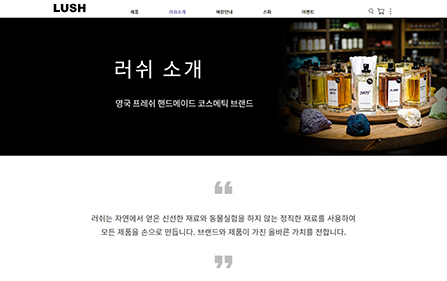 LUSH
제품 러쉬소개 매장안내 스파 이벤트
러쉬 소개
영국 프레쉬 핸드메이드 코스메틱 브랜드
“
러쉬는 자연에서 얻은 신선한 재료와 동물실험을 하지 않는 정직한 재료를 사용하여
모든 제품을 손으로 만듭니다. 브랜드와 제품이 가진 올바른 가치를 전합니다.
”